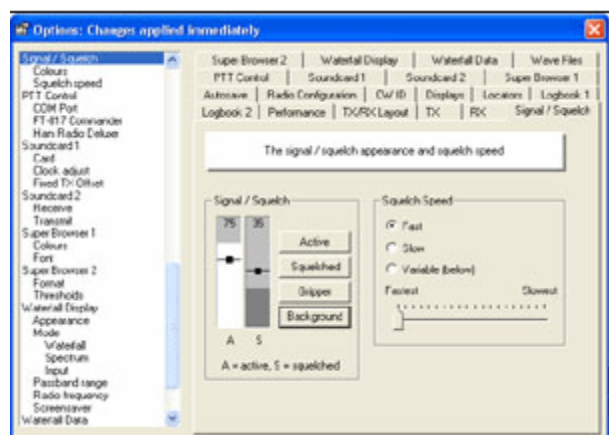 Options: Changes applied immediately
Signal / Squelch
Colours
Squelch speed
PTT Control
COM Port
FT-817 Commander
Ham Radio Deluxe
Soundcard 1
Card
Clock adjust
Fixed TX Offset
Soundcard 2
Receive
Transmit
Super Browser 1
Colours
Font
Super Browser 2
Format
Thresholds
Waterfall Display
Appearance
Mode
Waterfall
Spectrum
Input
Passband range
Radio frequency
Screensaver
Waterfall Data
Super Browser 2 Waterfall Display Waterfall Data Wave Files
PTT Control Soundcard 1 Soundcard 2 Super Browser 1
Autosave Radio Configuration CW ID Displays Locators Logbook 1
Logbook 2 Performance TX/RX Layout TX RX Signal / Squelch
The signal / squelch appearance and squelch speed
Signal / Squelch
75 35
Active
Squelched
Gripper
Background
A S
A = active, S = squelched
Squelch Speed
Fast
Slow
Variable (below)
Fastest Slowest